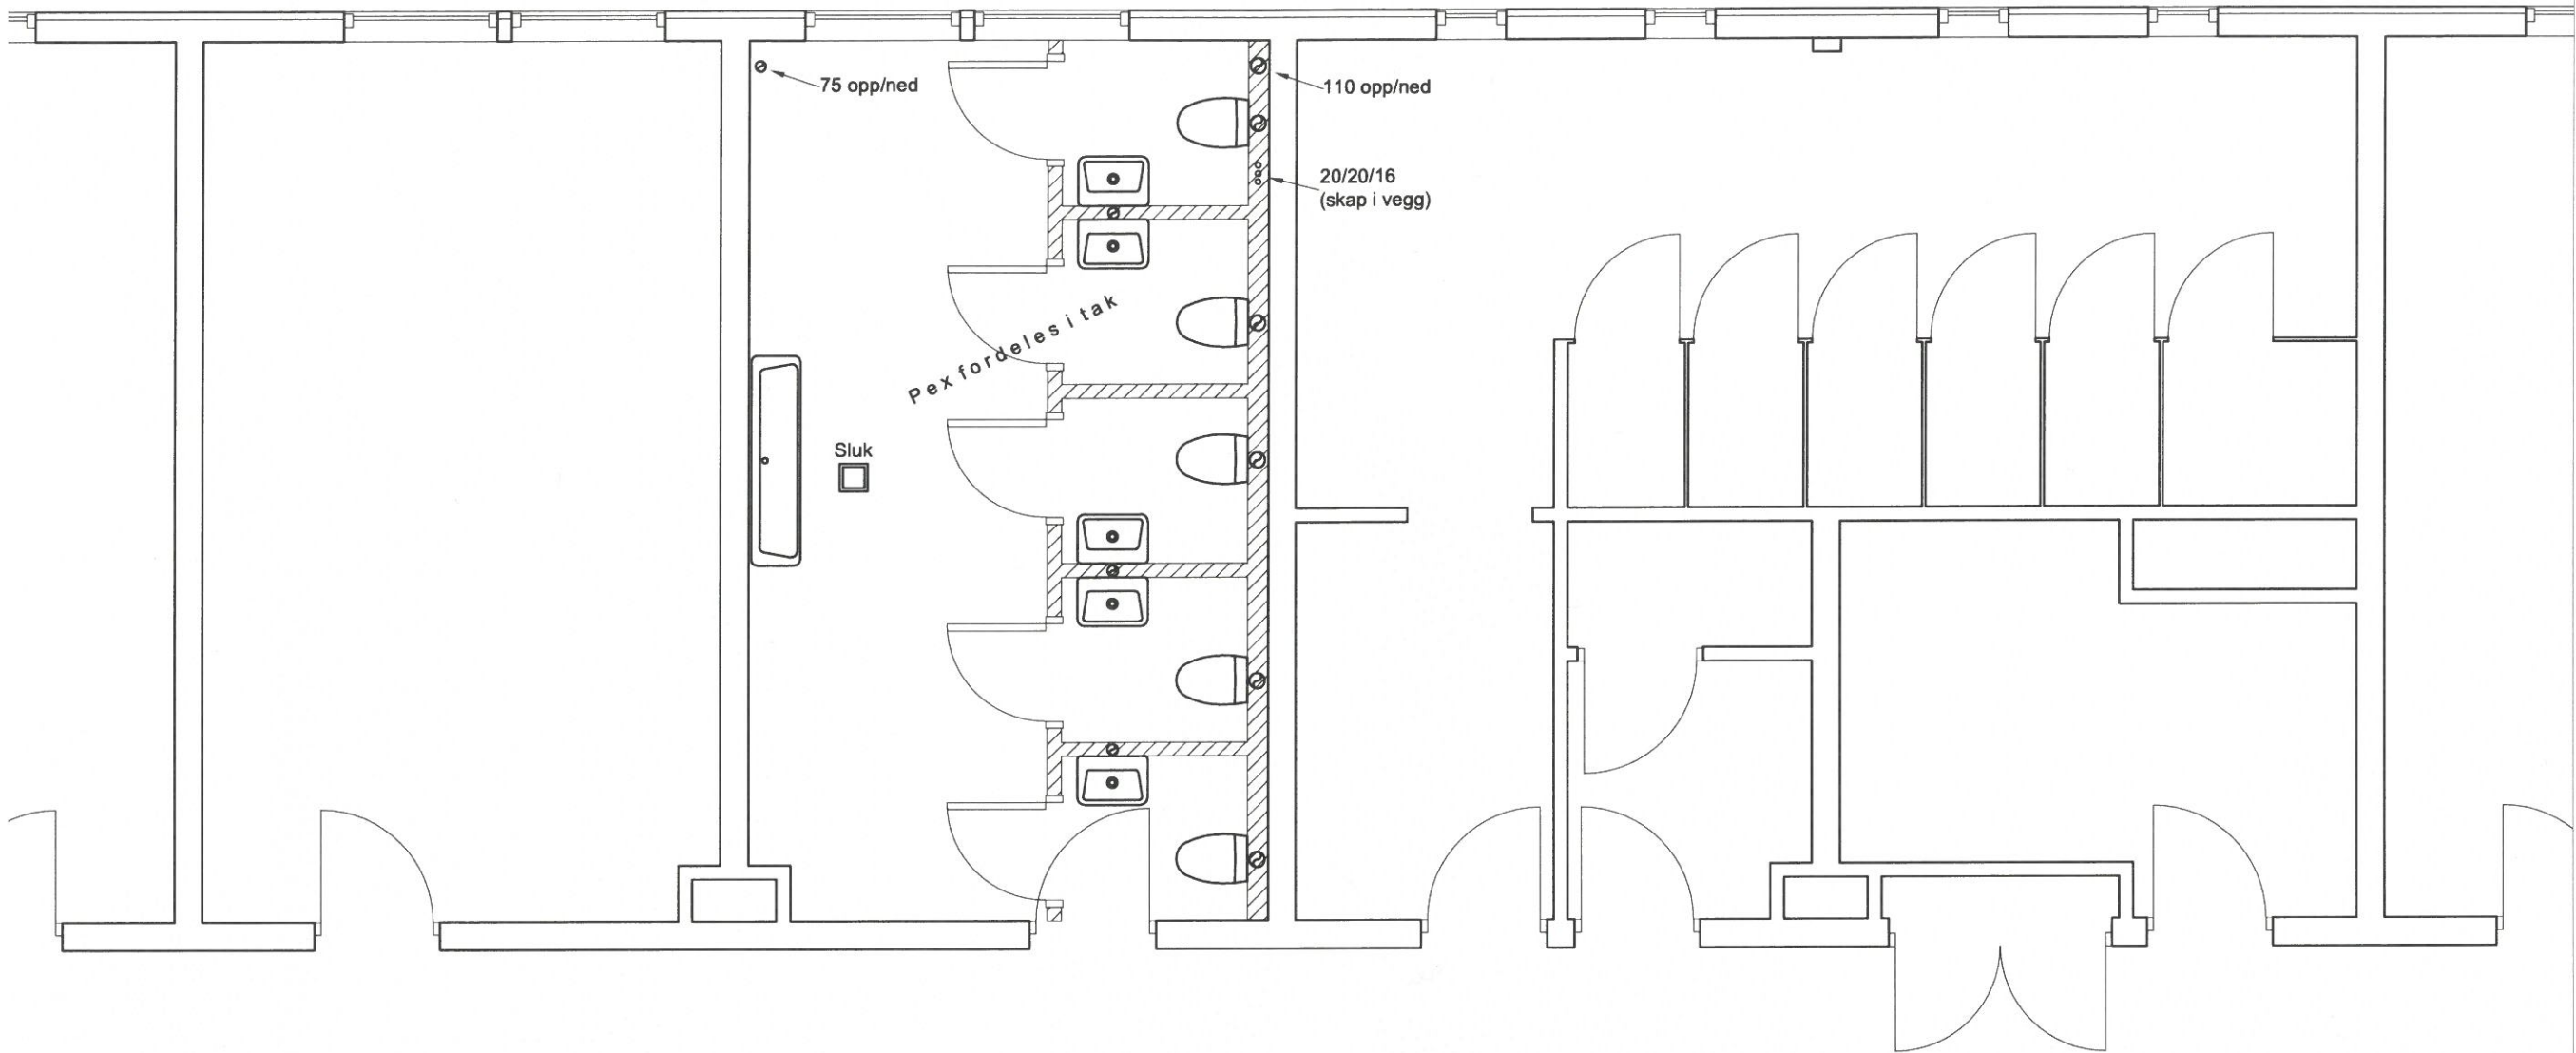 75 opp/ned
110 opp/ned
20/20/16
(skap i vegg)
Pex fordeles i tak
Sluk